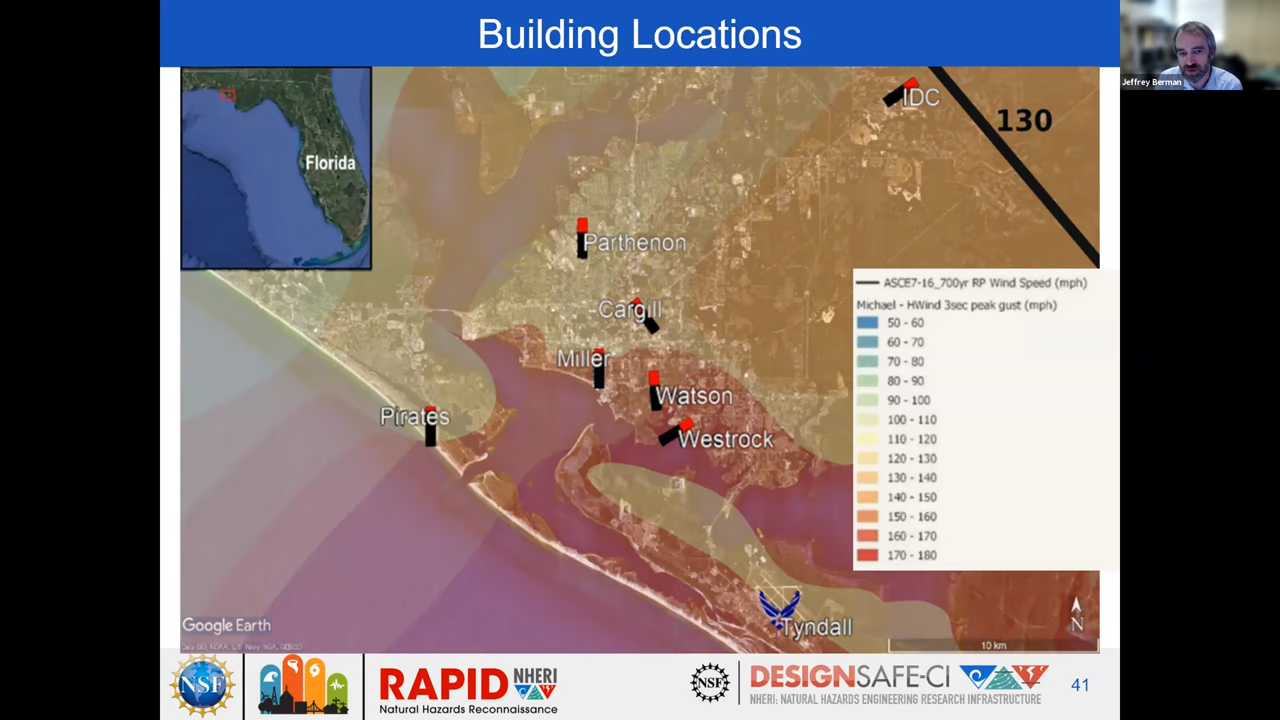 Building Locations
Jeffrey Berman
Florida
IDC
130
Parthenon
Cargill
Miller
Watson
Pirates
Westrock
Tyndall
ASCE7-16_700yr RP Wind Speed (mph)
Michael - HWind 3sec peak gust (mph)
50 - 60
60 - 70
70 - 80
80 - 90
90 - 100
100 - 110
110 - 120
120 - 130
130 - 140
140 - 150
150 - 160
160 - 170
170 - 180
N
10 km
Google Earth
NSF
RAPID NHERI
Natural Hazards Reconnaissance
NSF
DESIGNSAFE-CI
NHERI: NATURAL HAZARDS ENGINEERING RESEARCH INFRASTRUCTURE
41